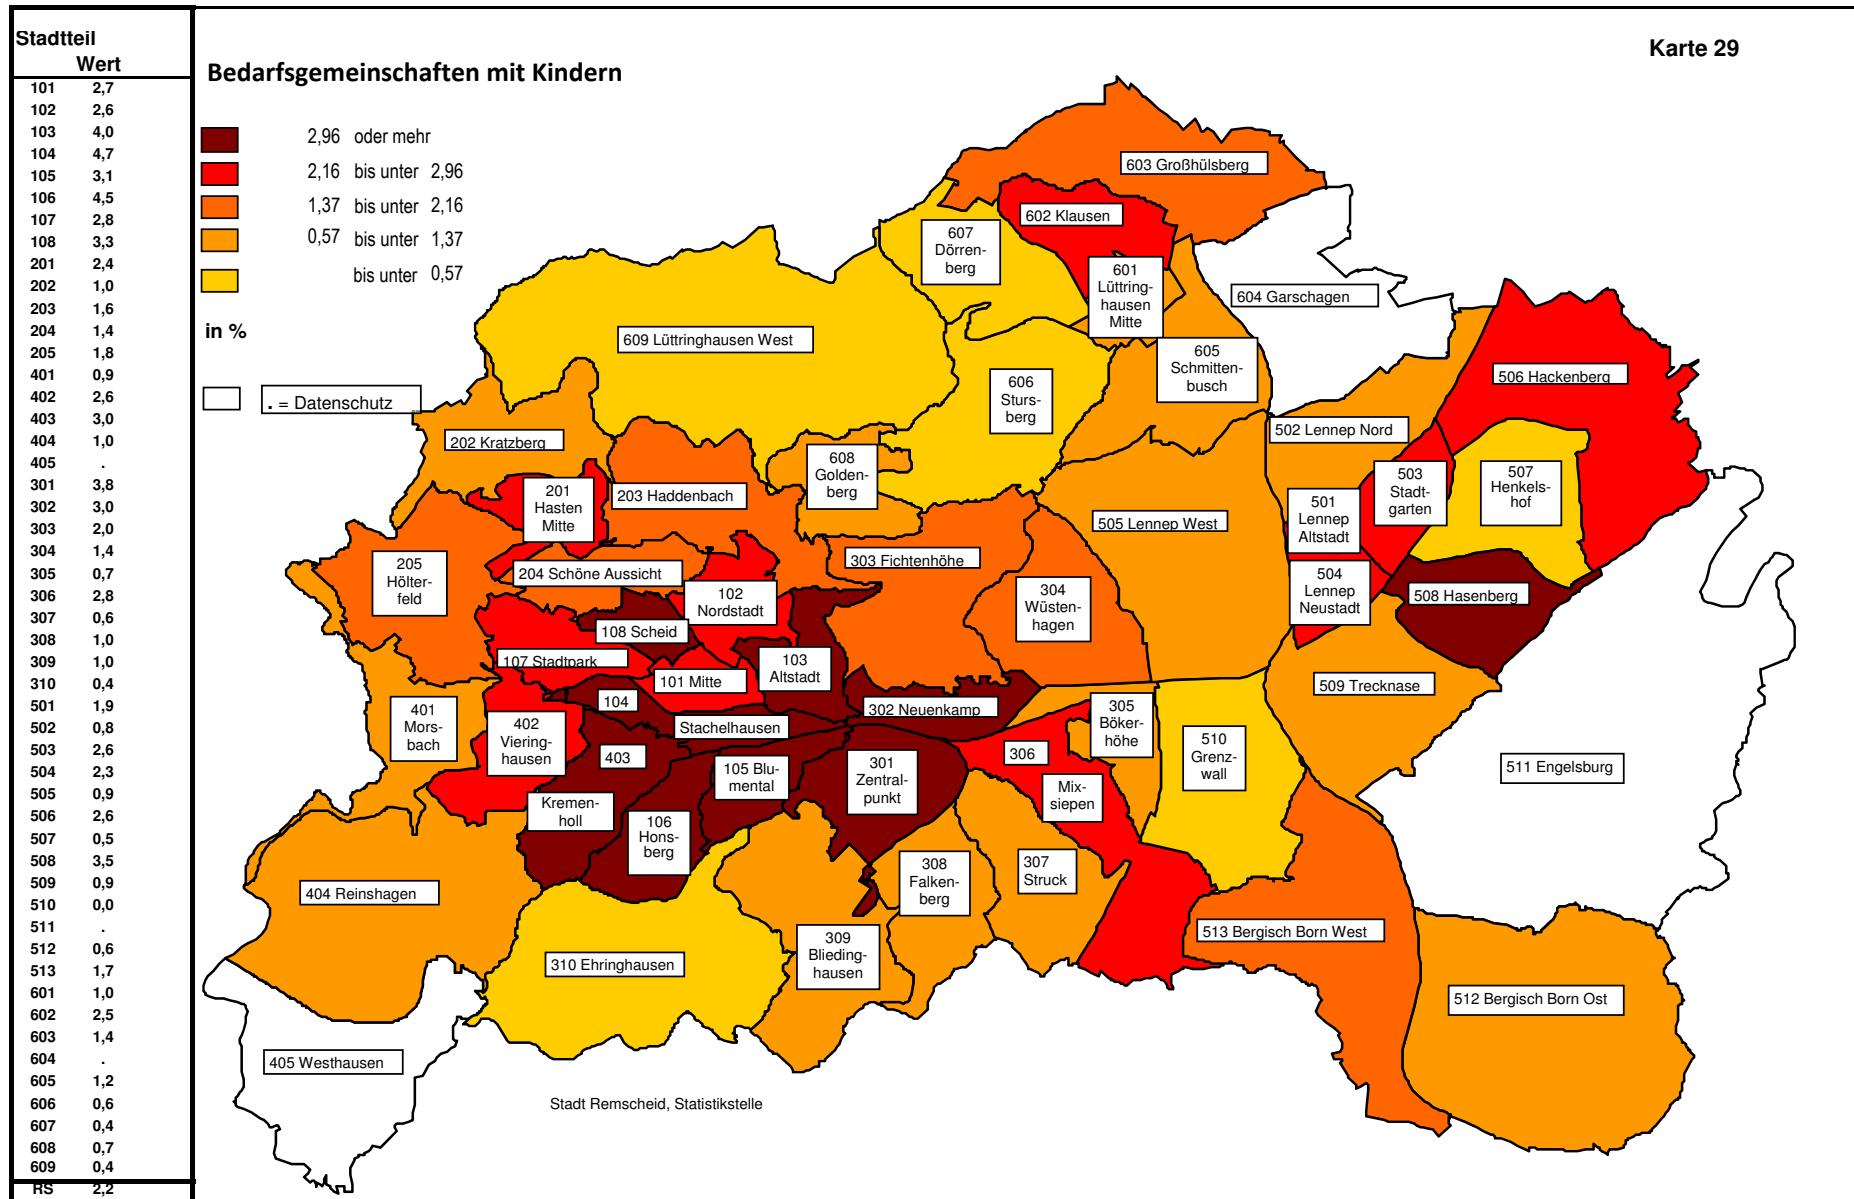 Stadtteil
Wert
101 2,7
102 2,6
103 4,0
104 4,7
105 3,1
106 4,5
107 2,8
108 3,3
201 2,4
202 1,0
203 1,6
204 1,4
205 1,8
401 0,9
402 2,6
403 3,0
404 1,0
405 .
301 3,8
302 3,0
303 2,0
304 1,4
305 0,7
306 2,8
307 0,6
308 1,0
309 1,0
310 0,4
501 1,9
502 0,8
503 2,6
504 2,3
505 0,9
506 2,6
507 0,5
508 3,5
509 0,9
510 0,0
511 .
512 0,6
513 1,7
601 1,0
602 2,5
603 1,4
604 .
605 1,2
606 0,6
607 0,4
608 0,7
609 0,4
RS 2,2
Karte 29
Bedarfsgemeinschaften mit Kindern
2,96 oder mehr
2,16 bis unter 2,96
1,37 bis unter 2,16
0,57 bis unter 1,37
bis unter 0,57
in %
. = Datenschutz
603 Großhülsberg
602 Klausen
607
Dörren-
berg
601
Lüttring-
hausen
Mitte
604 Garschagen
609 Lüttringhausen West
605
Schmitten-
busch
606
Sturs-
berg
506 Hackenberg
502 Lennep Nord
202 Kratzberg
608
Golden-
berg
503
Stadt-
garten
507
Henkels-
hof
201
Hasten
Mitte
203 Haddenbach
501
Lennep
Altstadt
505 Lennep West
303 Fichtenhöhe
205
Hölter-
feld
204 Schöne Aussicht
102
Nordstadt
304
Wüsten-
hagen
504
Lennep
Neustadt
508 Hasenberg
108 Scheid
107 Stadtpark
103
Altstadt
101 Mitte
509 Trecknase
104
302 Neuenkamp
305
Böker-
höhe
401
Mors-
bach
402
Viering-
hausen
Stachelhausen
510
Grenz-
wall
403
306
105 Blu-
mental
301
Zentral-
punkt
511 Engelsburg
Mix-
siepen
Kremen-
holl
106
Hons-
berg
307
Struck
308
Falken-
berg
404 Reinshagen
513 Bergisch Born West
309
Blieding-
hausen
310 Ehringhausen
512 Bergisch Born Ost
405 Westhausen
Stadt Remscheid, Statistikstelle